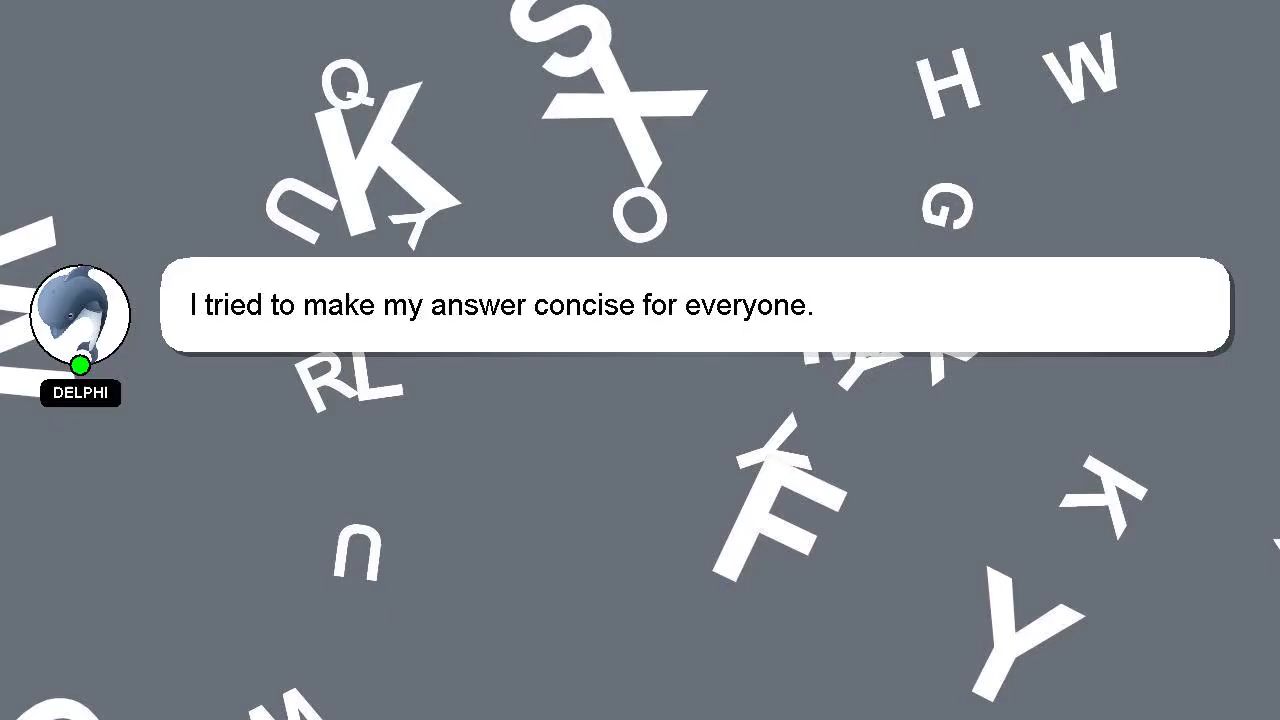 S
Q
H
W
K
X
U
Y
O
G
I tried to make my answer concise for everyone.
DELPHI
R
L
Y
K
F
K
U
Y
M